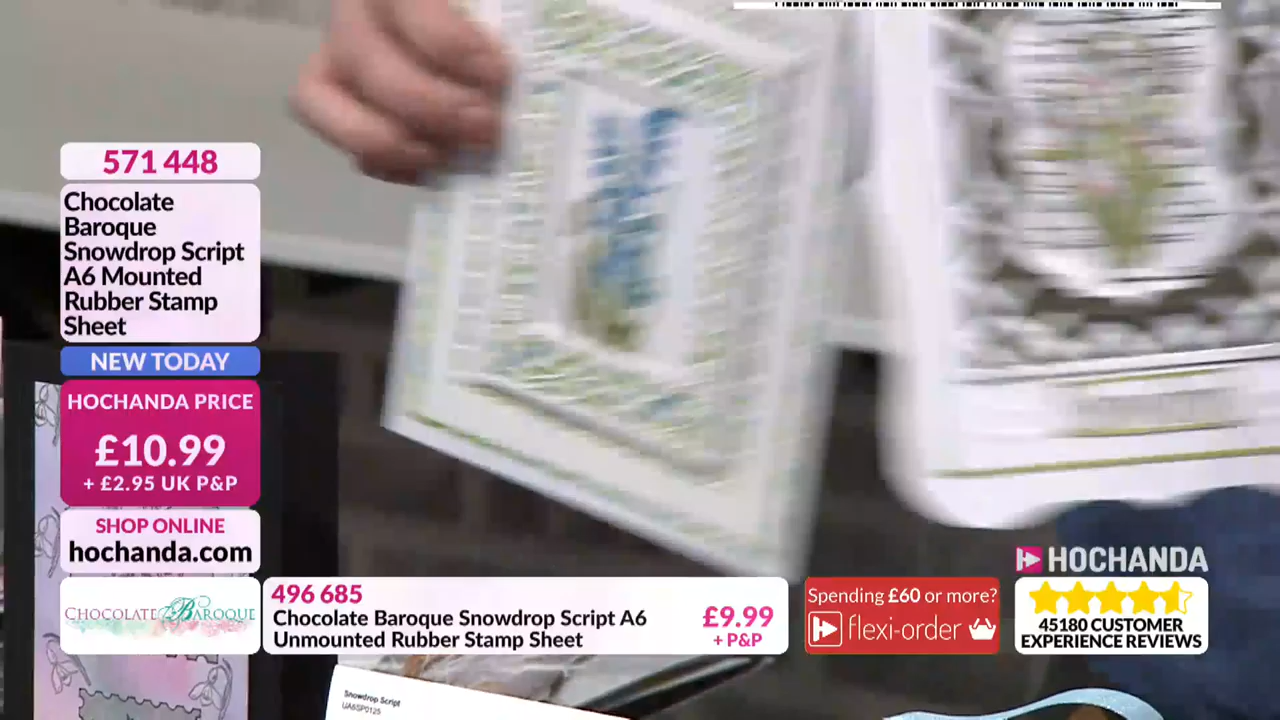 571 448
Chocolate
Baroque
Snowdrop Script
A6 Mounted
Rubber Stamp
Sheet
NEW TODAY
HOCHANDA PRICE
£10.99
+ £2.95 UK P&P
SHOP ONLINE
hochanda.com
CHOCOLATE BAROQUE
496 685
Chocolate Baroque Snowdrop Script A6
Unmounted Rubber Stamp Sheet
£9.99
+ P&P
Spending £60 or more?
flexi-order
HOCHANDA
45180 CUSTOMER
EXPERIENCE REVIEWS
Snowdrop Script
UA6SP0125